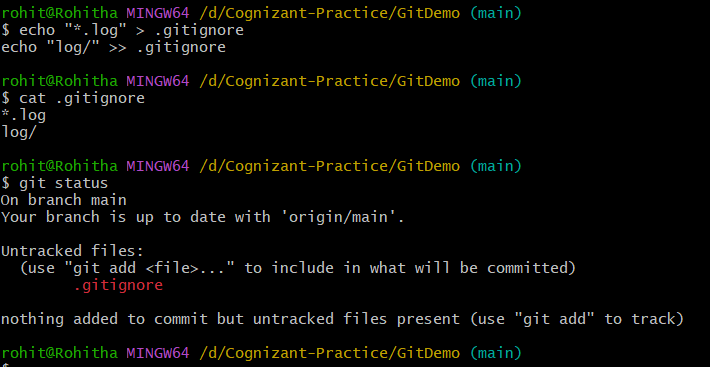 rohit@Rohitha MINGW64 /d/Cognizant-Practice/GitDemo (main)
$ echo "*.log" > .gitignore
echo "log/" >> .gitignore
rohit@Rohitha MINGW64 /d/Cognizant-Practice/GitDemo (main)
$ cat .gitignore
*.log
log/
rohit@Rohitha MINGW64 /d/Cognizant-Practice/GitDemo (main)
$ git status
On branch main
Your branch is up to date with 'origin/main'.
Untracked files:
  (use "git add <file>..." to include in what will be committed)
        .gitignore
nothing added to commit but untracked files present (use "git add" to track)
rohit@Rohitha MINGW64 /d/Cognizant-Practice/GitDemo (main)
$